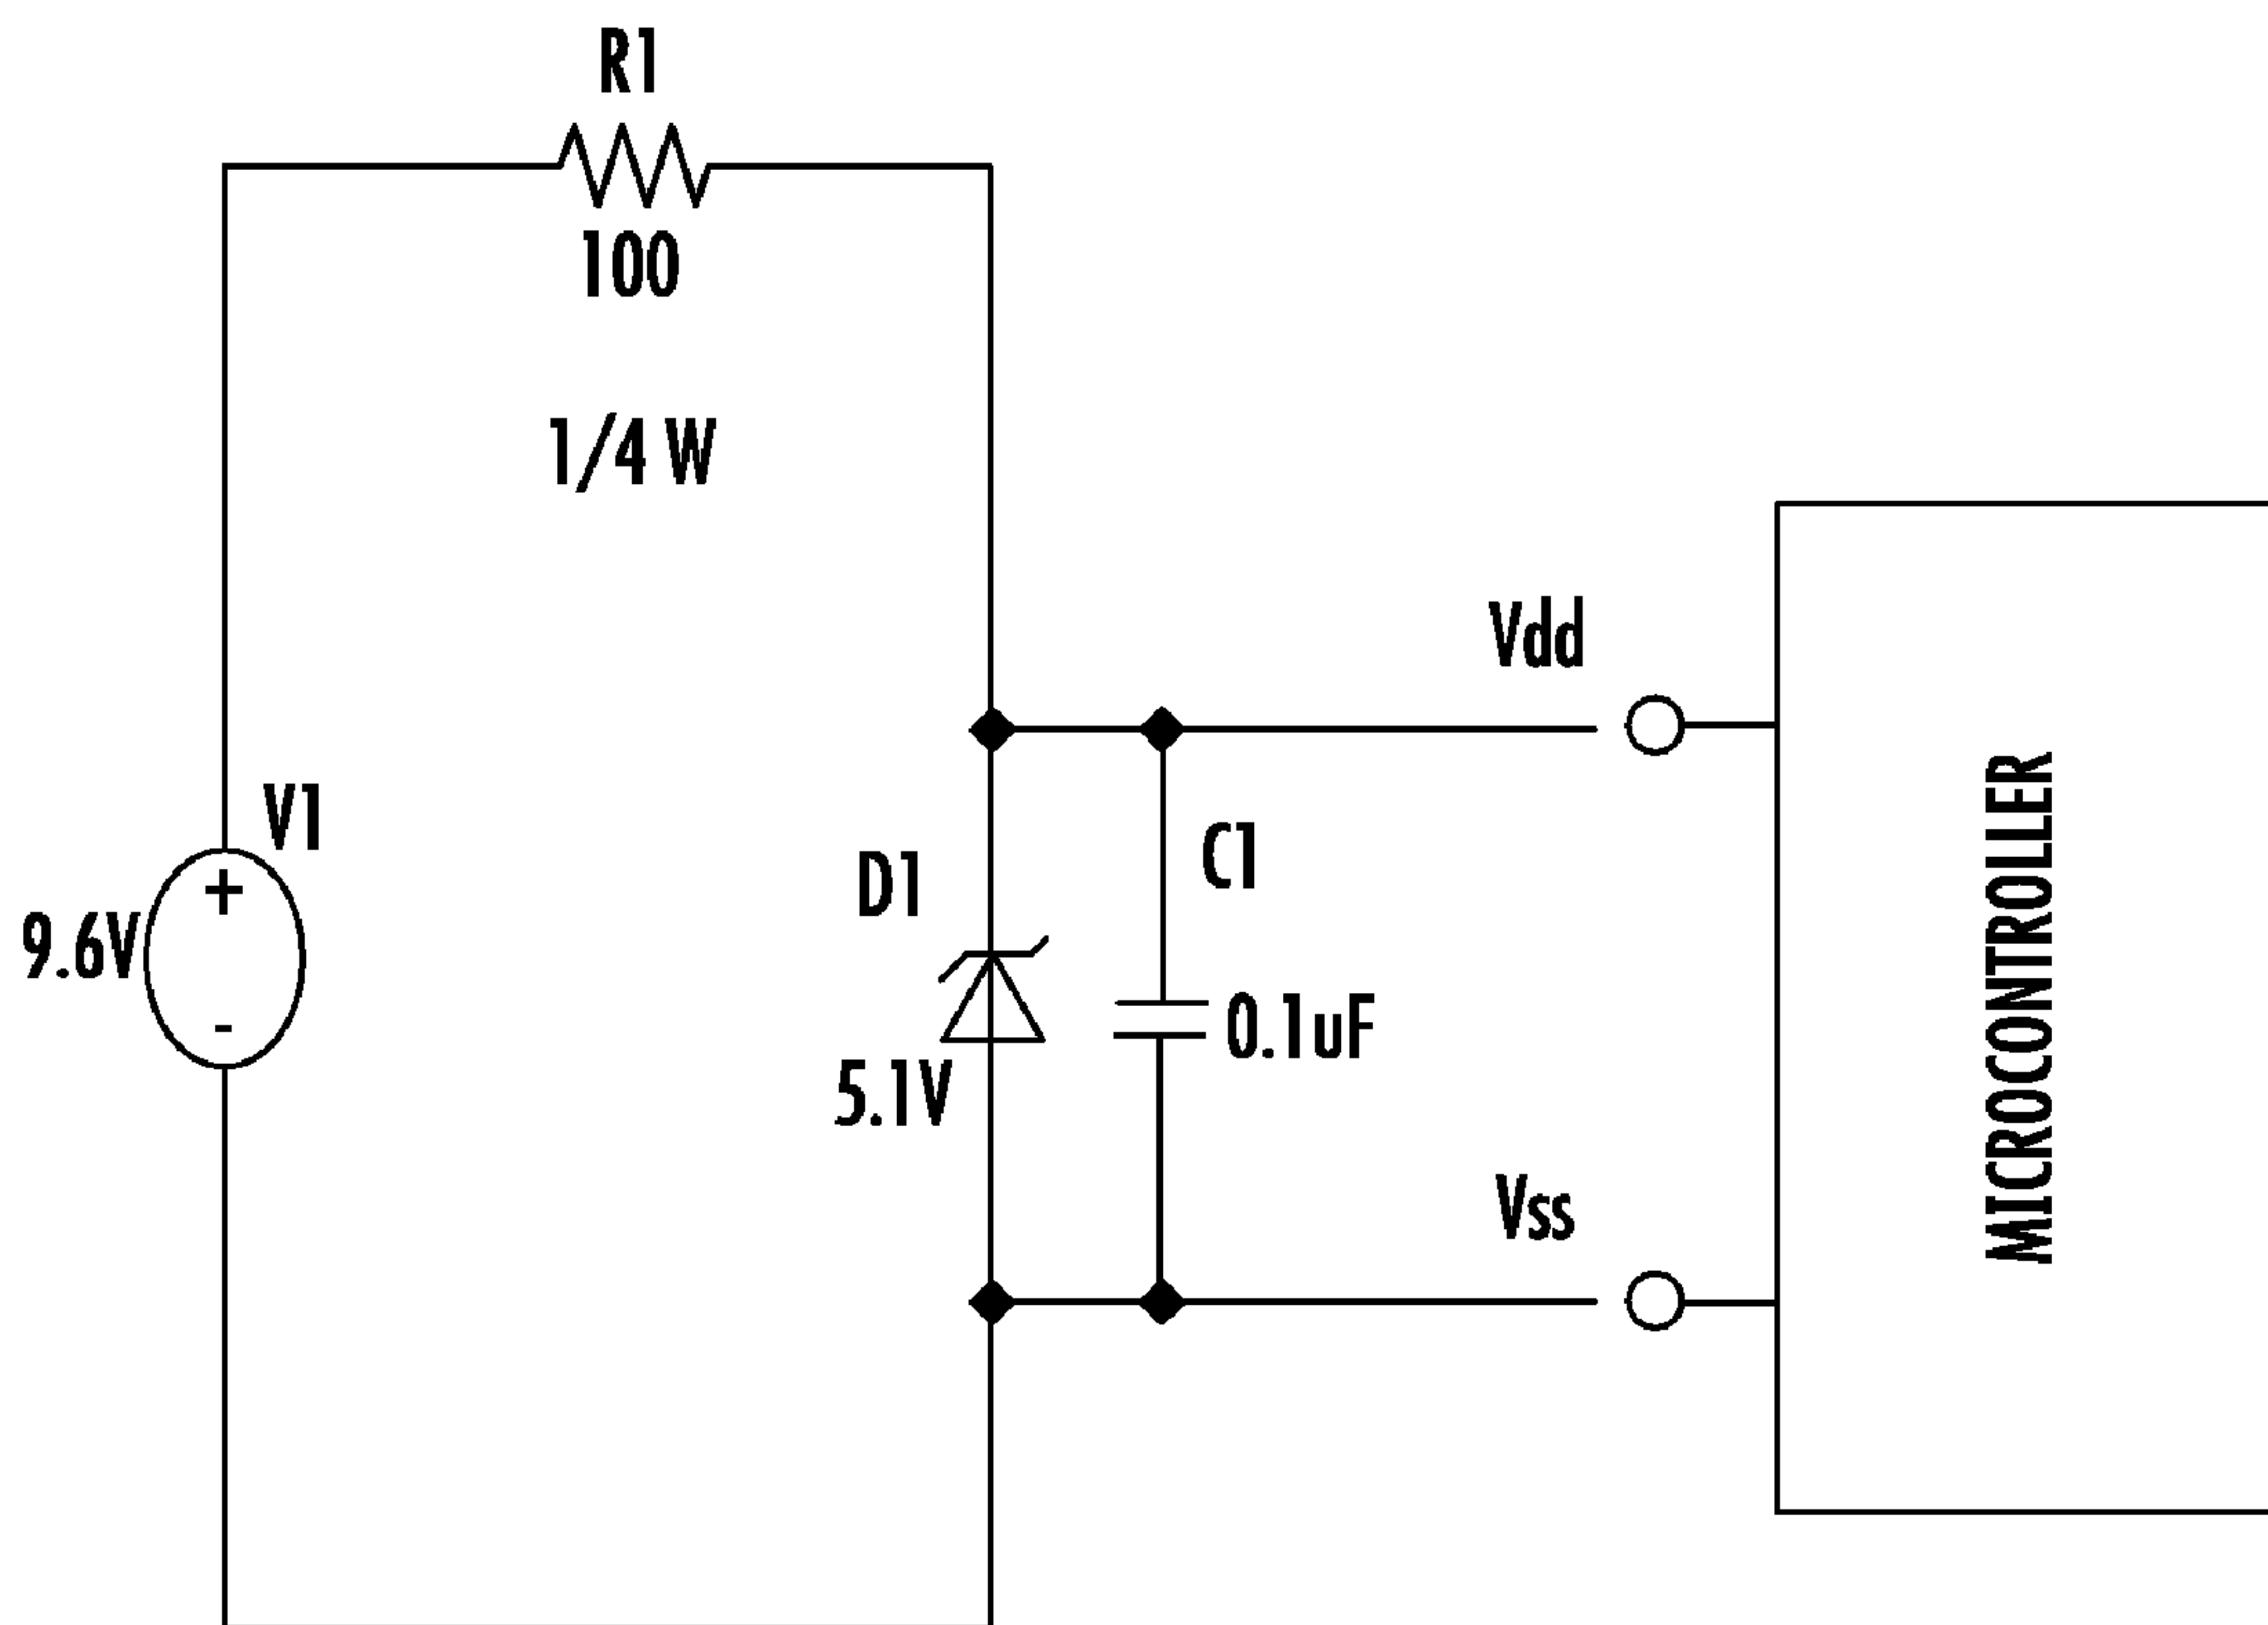 R1
100
1/4 W
Vdd
V1
+
9.6V
-
D1
5.1V
C1
0.1uF
Vss
MICROCONTROLLER